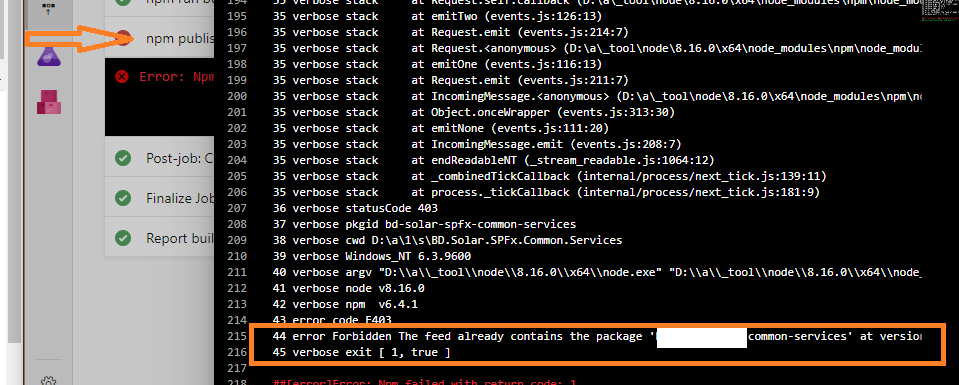 npm run b
npm publis
Error: Npm
Post-job: C
Finalize Job
Report buil
194 35 verbose stack at Request.self.callback (D:\a\_tool\node\8.16.0\x64\node_modules\npm\node_modul
195 35 verbose stack at emitTwo (events.js:126:13)
196 35 verbose stack at Request.emit (events.js:214:7)
197 35 verbose stack at Request.<anonymous> (D:\a\_tool\node\8.16.0\x64\node_modules\npm\node_modules
198 35 verbose stack at emitOne (events.js:116:13)
199 35 verbose stack at Request.emit (events.js:211:7)
200 35 verbose stack at IncomingMessage.<anonymous> (D:\a\_tool\node\8.16.0\x64\node_modules\npm\no
201 35 verbose stack at Object.onceWrapper (events.js:313:30)
202 35 verbose stack at emitNone (events.js:111:20)
203 35 verbose stack at IncomingMessage.emit (events.js:208:7)
204 35 verbose stack at endReadableNT (_stream_readable.js:1064:12)
205 35 verbose stack at _combinedTickCallback (internal/process/next_tick.js:139:11)
206 35 verbose stack at process._tickCallback (internal/process/next_tick.js:181:9)
207 36 verbose statusCode 403
208 37 verbose pkgid bd-solar-spfx-common-services
209 38 verbose cwd D:\a\1\s\BD.Solar.SPFx.Common.Services
210 39 verbose Windows_NT 6.3.9600
211 40 verbose argv "D:\\a\\_tool\\node\\8.16.0\\x64\\node.exe" "D:\\a\\_tool\\node\\8.16.0\\x64\\node_
212 41 verbose node v8.16.0
213 42 verbose npm v6.4.1
214 43 error code E403
215 44 error Forbidden The feed already contains the package ' common-services' at version
216 45 verbose exit [ 1, true ]
217
218 ##[error]Error: Npm failed with return code: 1